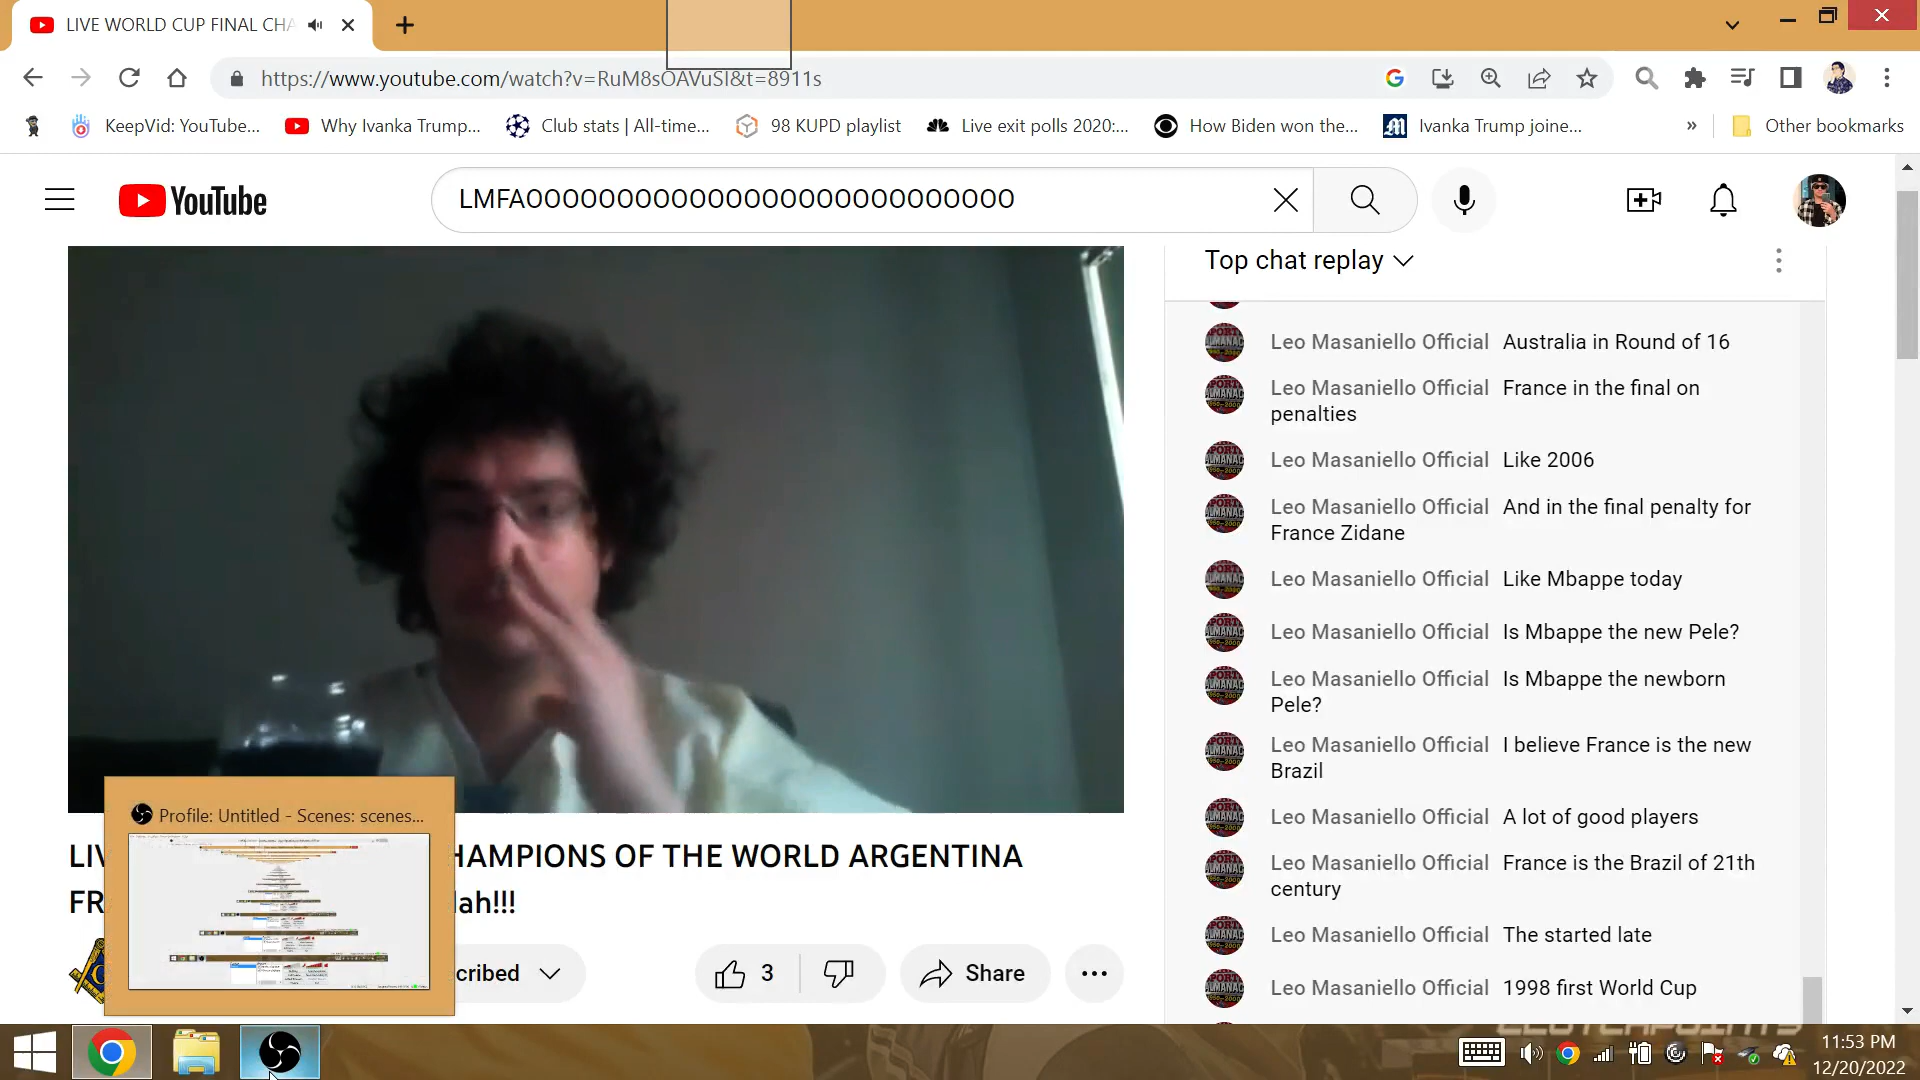 LIVE WORLD CUP FINAL CHA
https://www.youtube.com/watch?v=RuM8sOAVuSI&t=8911s
KeepVid: YouTube... Why Ivanka Trump... Club stats | All-time... 98 KUPD playlist Live exit polls 2020:... How Biden won the... Ivanka Trump joine... » Other bookmarks
YouTube
LMFAOOOOOOOOOOOOOOOOOOOOOOOOOOO
Top chat replay
Leo Masaniello Official Australia in Round of 16
Leo Masaniello Official France in the final on
penalties
Leo Masaniello Official Like 2006
Leo Masaniello Official And in the final penalty for
France Zidane
Leo Masaniello Official Like Mbappe today
Leo Masaniello Official Is Mbappe the new Pele?
Leo Masaniello Official Is Mbappe the newborn
Pele?
Leo Masaniello Official I believe France is the new
Brazil
Leo Masaniello Official A lot of good players
Leo Masaniello Official France is the Brazil of 21th
century
Leo Masaniello Official The started late
Leo Masaniello Official 1998 first World Cup
Profile: Untitled - Scenes: scenes...
LIV HAMPIONS OF THE WORLD ARGENTINA
FR lah!!!
cribed
3
Share
11:53 PM
12/20/2022